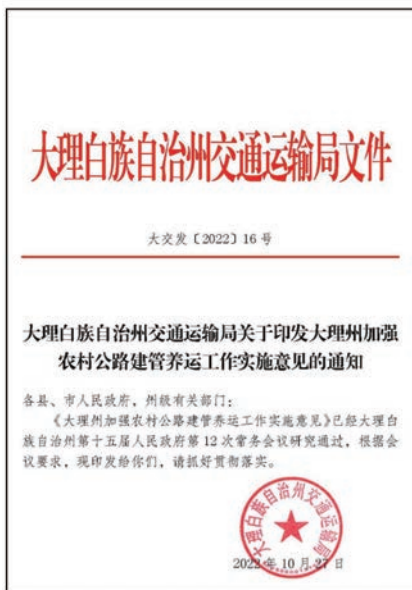 大理白族自治州交通运输局文件
大交发〔2022〕16号
大理白族自治州交通运输局关于印发大理州加强
农村公路建管养运工作实施意见的通知
各县、市人民政府，州级有关部门：
《大理州加强农村公路建管养运工作实施意见》已经大理白
族自治州第十五届人民政府第12次常务会议研究通过，根据会
议要求，现印发给你们，请抓好贯彻落实。
大理白族自治州交通运输局
2022年10月27日